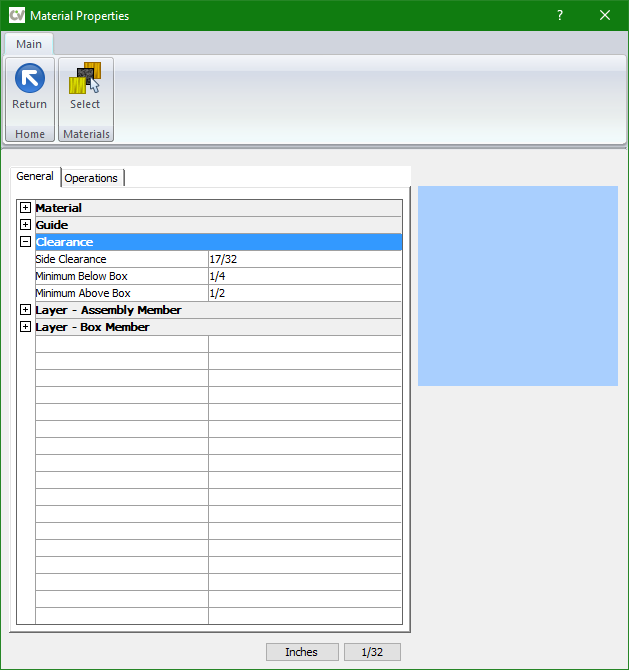 CV Material Properties ?
Main
Return Select
Home Materials
General Operations
Material
Guide
Clearance
Side Clearance 17/32
Minimum Below Box 1/4
Minimum Above Box 1/2
Layer - Assembly Member
Layer - Box Member
Inches 1/32